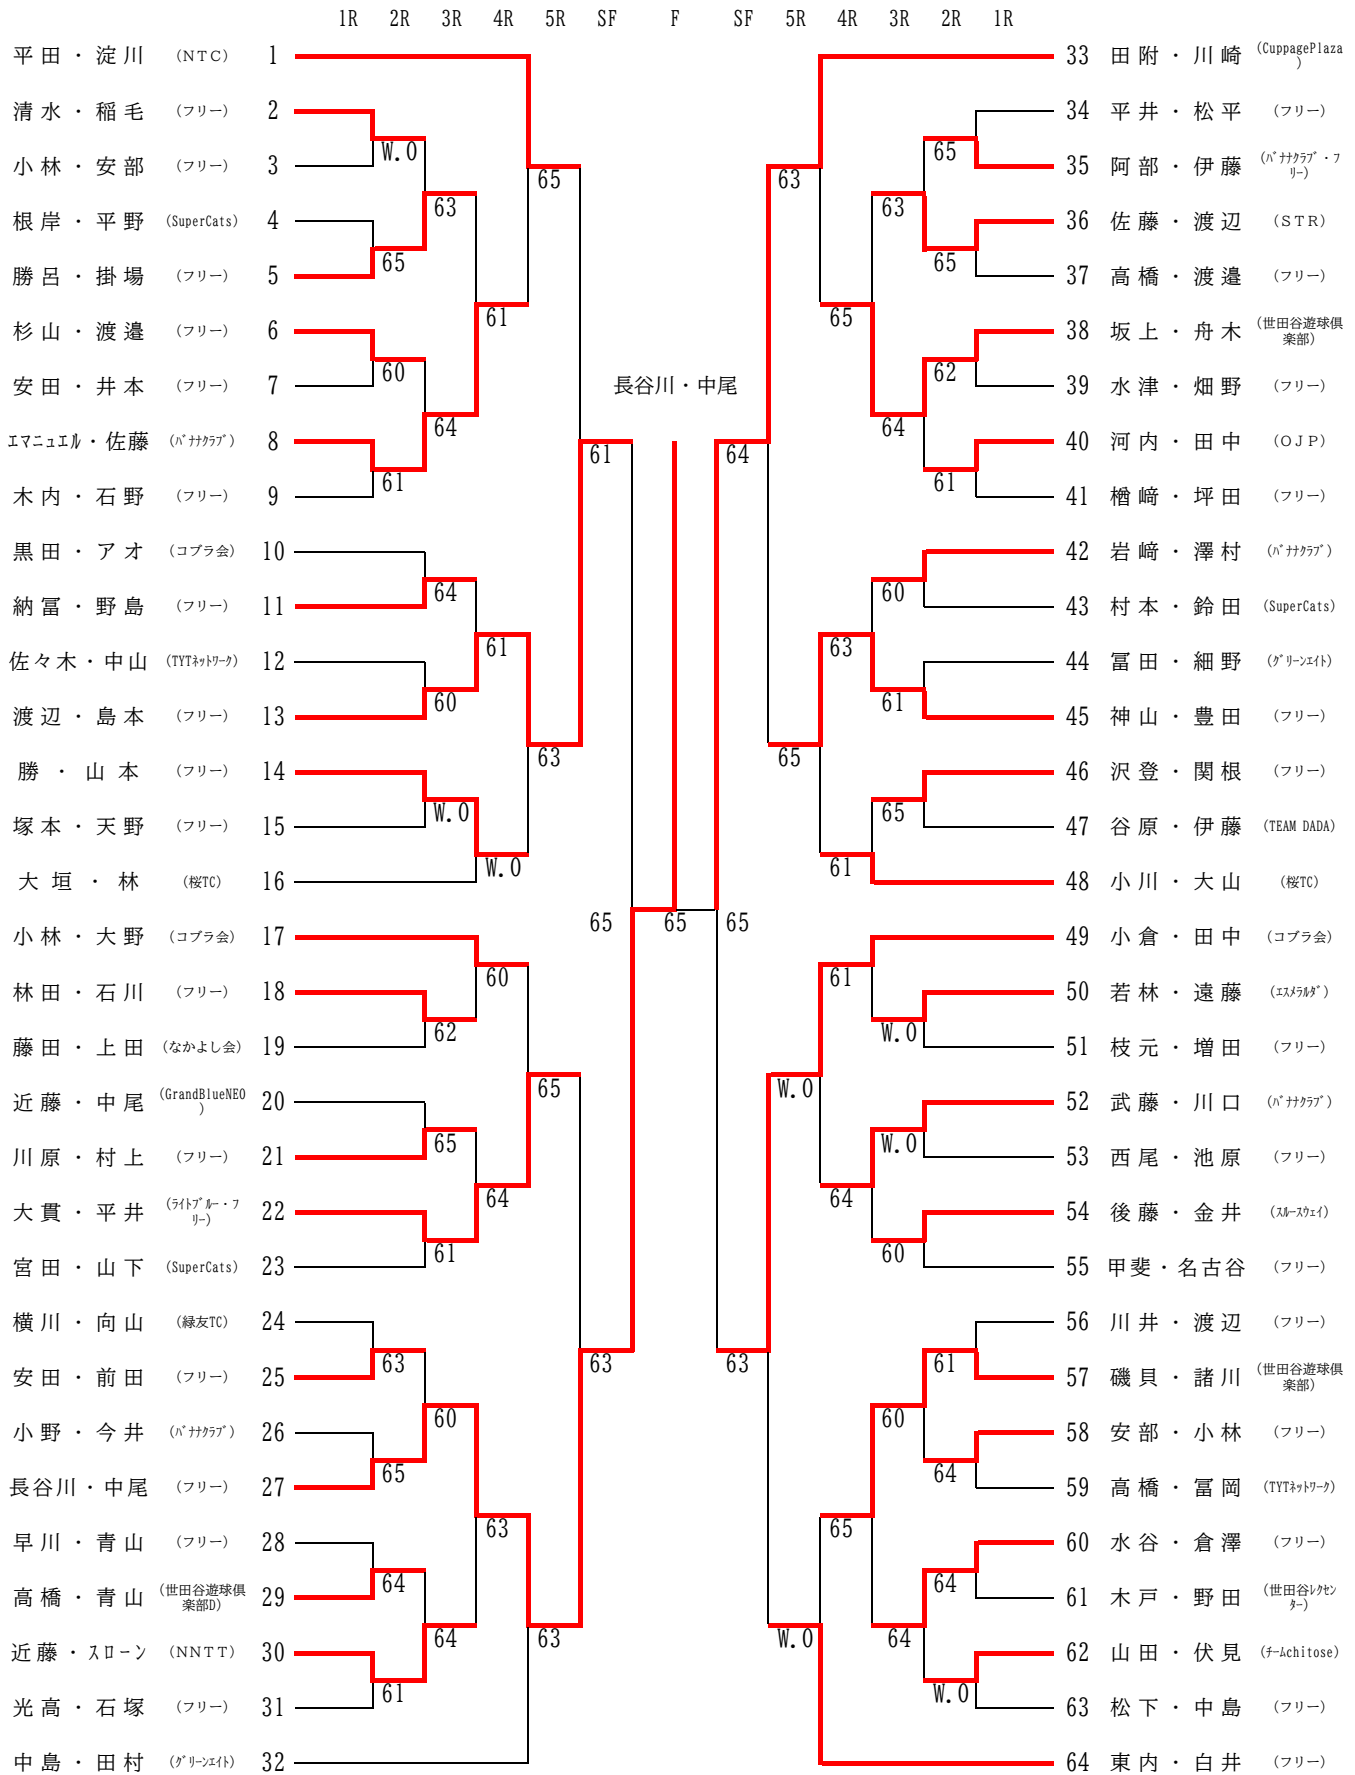 1R 2R 3R 4R 5R SF F SF 5R 4R 3R 2R 1R
平田・淀川 (NTC) 1
清水・稲毛 (フリー) 2
W.O
小林・安部 (フリー) 3
65
63
根岸・平野 (SuperCats) 4
65
勝呂・掛場 (フリー) 5
61
杉山・渡邉 (フリー) 6
60
安田・井本 (フリー) 7
64
エマニュエル・佐藤 (バナナクラブ) 8
61
61
木内・石野 (フリー) 9
黒田・アオ (コブラ会) 10
64
納冨・野島 (フリー) 11
61
佐々木・中山 (TYTネットワーク) 12
60
渡辺・島本 (フリー) 13
63
勝・山本 (フリー) 14
W.O
塚本・天野 (フリー) 15
W.O
大垣・林 (桜TC) 16
小林・大野 (コブラ会) 17
60
林田・石川 (フリー) 18
62
藤田・上田 (なかよし会) 19
65
近藤・中尾 (GrandBlueNEO
) 20
65
川原・村上 (フリー) 21
64
大貫・平井 (ライトブルー・フ
リー) 22
61
宮田・山下 (SuperCats) 23
横川・向山 (緑友TC) 24
63
63
安田・前田 (フリー) 25
60
小野・今井 (バナナクラブ) 26
65
長谷川・中尾 (フリー) 27
63
早川・青山 (フリー) 28
64
高橋・青山 (世田谷遊球倶
楽部D) 29
64
63
近藤・スローン (NNTT) 30
61
光高・石塚 (フリー) 31
中島・田村 (グリーンエイト) 32
長谷川・中尾
65 65 65
33 田附・川崎 (CuppagePlaza
)
34 平井・松平 (フリー)
65
35 阿部・伊藤 (バナナクラブ・フ
リー)
63
63
36 佐藤・渡辺 (STR)
65
37 高橋・渡邉 (フリー)
65
38 坂上・舟木 (世田谷遊球倶
楽部)
62
39 水津・畑野 (フリー)
64
40 河内・田中 (OJP)
64
61
41 楢﨑・坪田 (フリー)
42 岩﨑・澤村 (バナナクラブ)
60
43 村本・鈴田 (SuperCats)
63
44 冨田・細野 (グリーンエイト)
61
45 神山・豊田 (フリー)
65
46 沢登・関根 (フリー)
65
47 谷原・伊藤 (TEAM DADA)
61
48 小川・大山 (桜TC)
49 小倉・田中 (コブラ会)
61
50 若林・遠藤 (エスメラルダ)
W.O
51 枝元・増田 (フリー)
W.O
52 武藤・川口 (バナナクラブ)
W.O
53 西尾・池原 (フリー)
64
54 後藤・金井 (スルースウェイ)
60
55 甲斐・名古谷 (フリー)
56 川井・渡辺 (フリー)
61
63
57 磯貝・諸川 (世田谷遊球倶
楽部)
60
58 安部・小林 (フリー)
64
59 高橋・冨岡 (TYTネットワーク)
65
60 水谷・倉澤 (フリー)
64
61 木戸・野田 (世田谷レクセン
ター)
64
W.O
62 山田・伏見 (チームchitose)
W.O
63 松下・中島 (フリー)
64 東内・白井 (フリー)